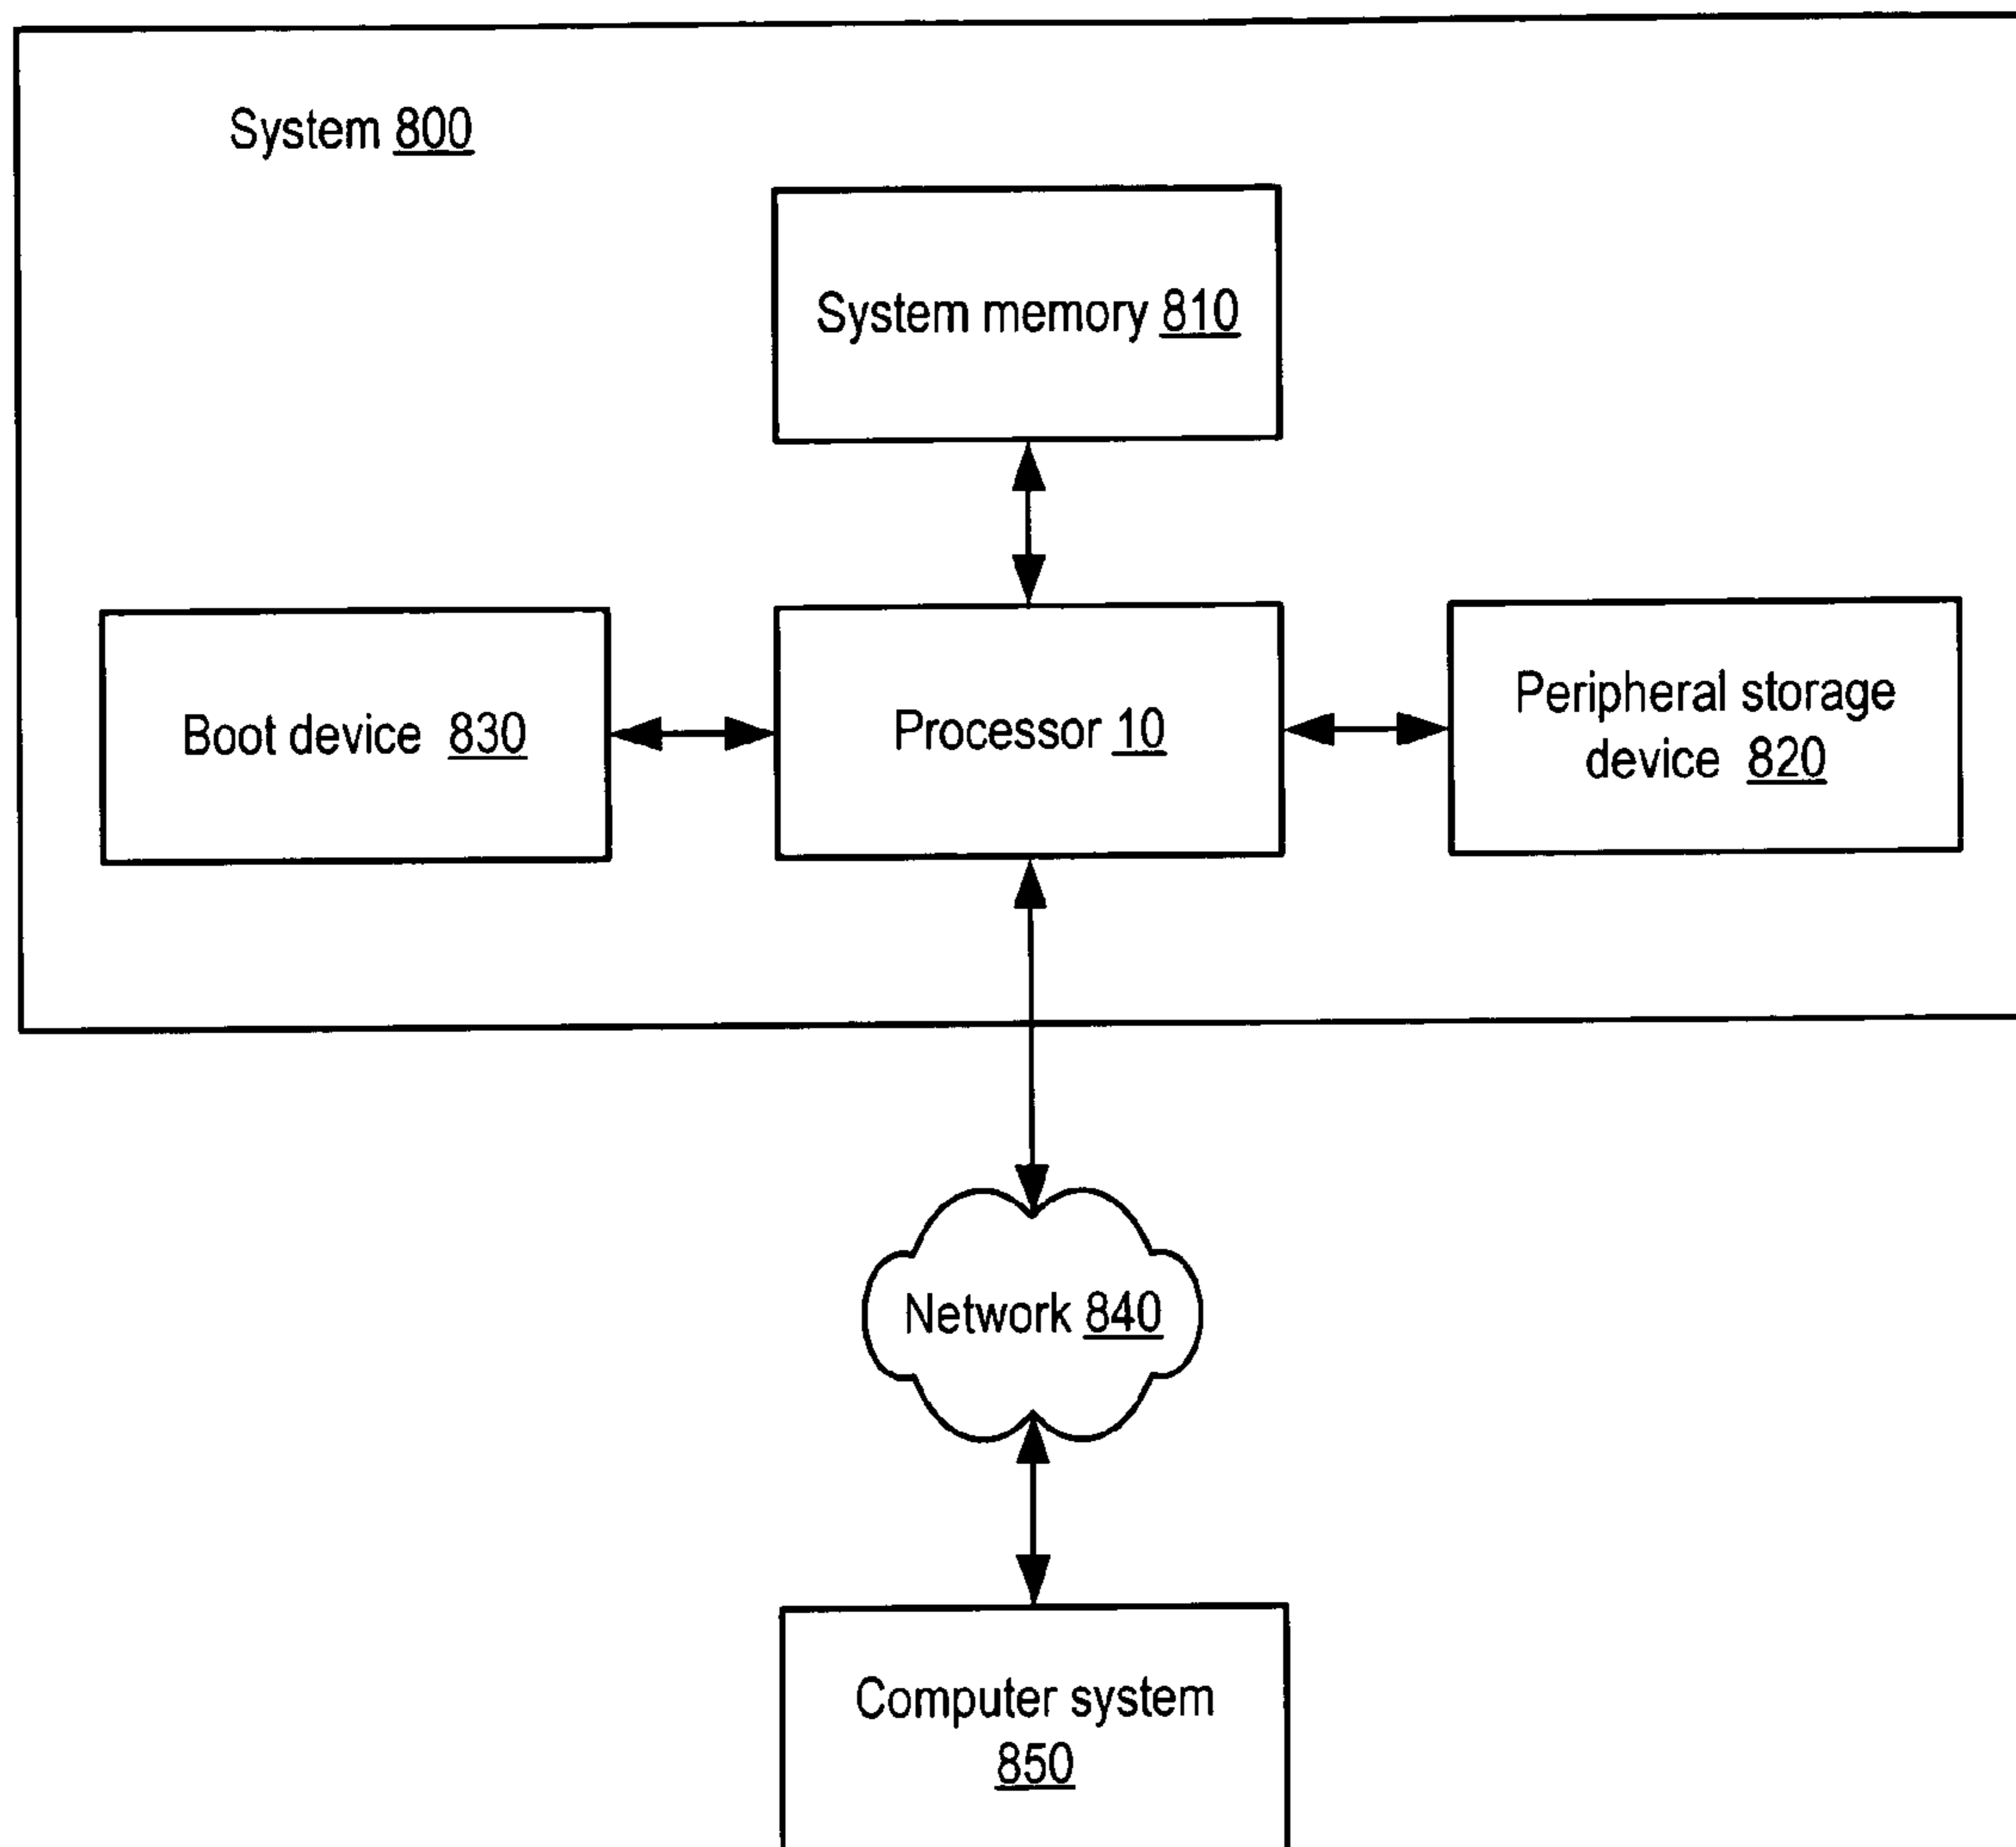 System 800
System memory 810
Boot device 830
Processor 10
Peripheral storage
device 820
Network 840
Computer system
850